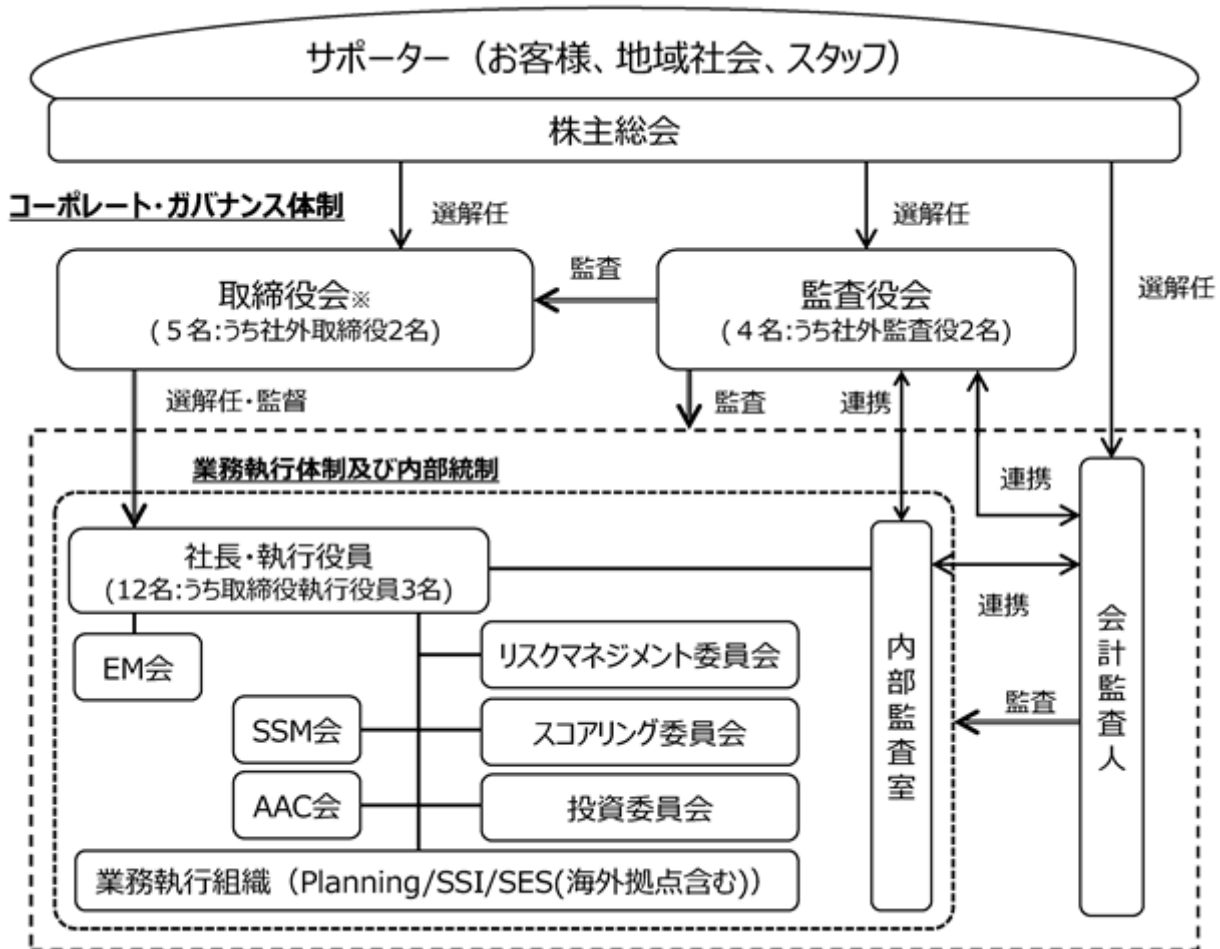 サポーター（お客様、地域社会、スタッフ）
株主総会
コーポレート・ガバナンス体制
選解任
選解任
選解任
取締役会※
(５名:うち社外取締役2名)
監査
監査役会
(４名:うち社外監査役2名)
選解任・監督
監査
連携
連携
業務執行体制及び内部統制
社長・執行役員
(12名:うち取締役執行役員3名)
連携
EM会
リスクマネジメント委員会
SSM会
スコアリング委員会
AAC会
投資委員会
内部監査室
監査
会計監査人
業務執行組織（Planning/SSI/SES(海外拠点含む)）